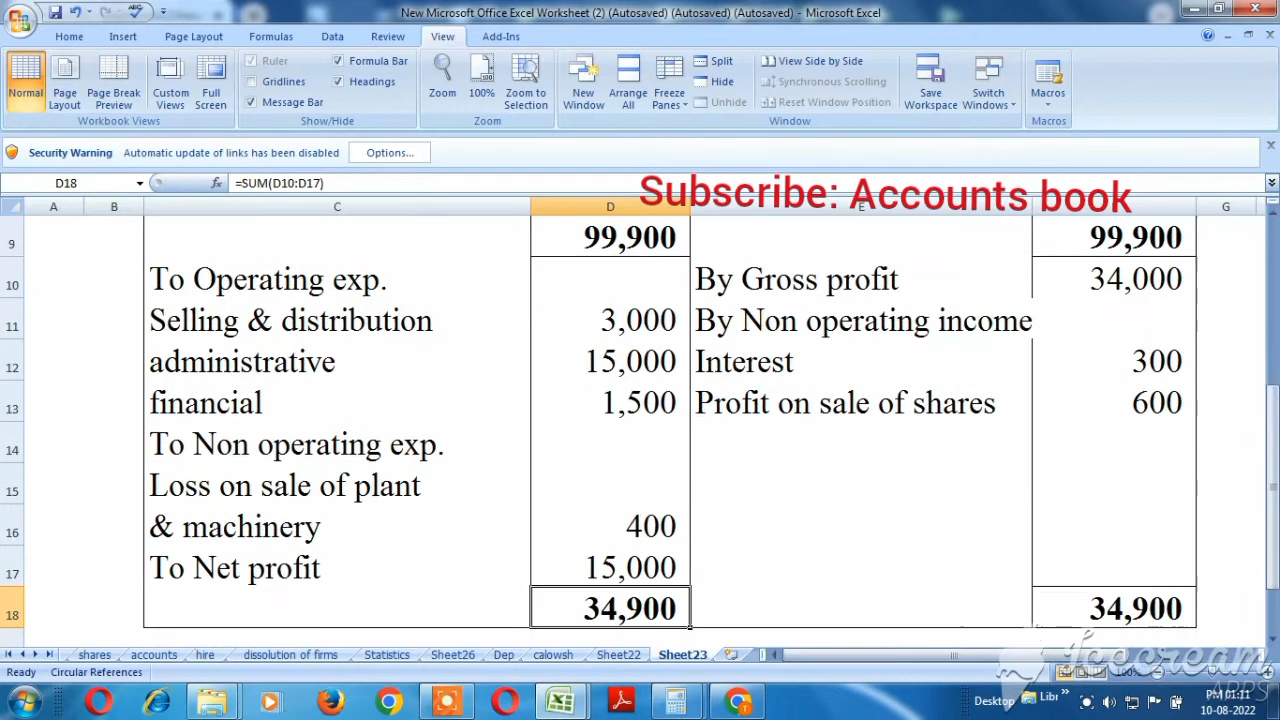 New Microsoft Office Excel Worksheet (2) (Autosaved) (Autosaved) (Autosaved) - Microsoft Excel
Home Insert Page Layout Formulas Data Review View Add-Ins
Ruler Formula Bar Split View Side by Side
Gridlines Headings Hide Synchronous Scrolling
Message Bar Unhide Reset Window Position
Normal Page Layout Page Break Preview Custom Views Full Screen Zoom 100% Zoom to Selection New Window Arrange All Freeze Panes Save Workspace Switch Windows Macros
Workbook Views Show/Hide Zoom Window Macros
Security Warning Automatic update of links has been disabled Options...
D18 fx =SUM(D10:D17)
Subscribe: Accounts book
A B C D E G
9 99,900 99,900
10 To Operating exp. By Gross profit 34,000
11 Selling & distribution 3,000 By Non operating income
12 administrative 15,000 Interest 300
13 financial 1,500 Profit on sale of shares 600
14 To Non operating exp.
15 Loss on sale of plant
16 & machinery 400
17 To Net profit 15,000
18 34,900 34,900
shares accounts hire dissolution of firms Statistics Sheet26 Dep calowsh Sheet22 Sheet23
Ready Circular References 100%
Icecream
APPS
Desktop Libr » PM 01:11
10-08-2022